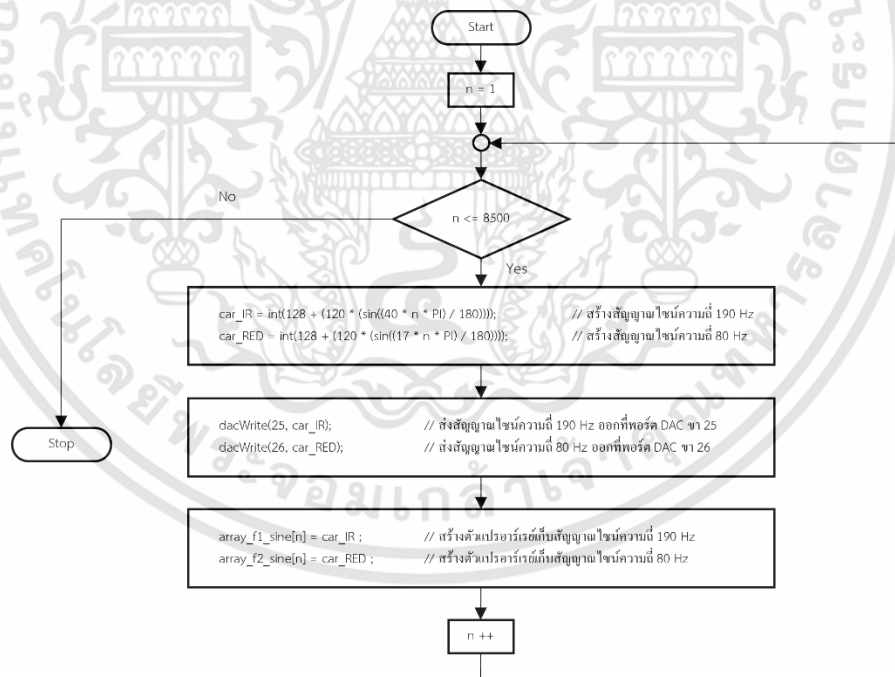 Start
n = 1
n <= 8500
No
Yes
car_IR = int(128 + (120 * (sin((40 * n * PI) / 180)))); // สร้างสัญญาณไซน์ความถี่ 190 Hz
car_RED = int(128 + (120 * (sin((17 * n * PI) / 180)))); // สร้างสัญญาณไซน์ความถี่ 80 Hz
dacWrite(25, car_IR); // ส่งสัญญาณไซน์ความถี่ 190 Hz ออกที่พอร์ต DAC ขา 25
dacWrite(26, car_RED); // ส่งสัญญาณไซน์ความถี่ 80 Hz ออกที่พอร์ต DAC ขา 26
Stop
array_f1_sine[n] = car_IR ; // สร้างตัวแปรอาร์เรย์เก็บสัญญาณไซน์ความถี่ 190 Hz
array_f2_sine[n] = car_RED ; // สร้างตัวแปรอาร์เรย์เก็บสัญญาณไซน์ความถี่ 80 Hz
n ++